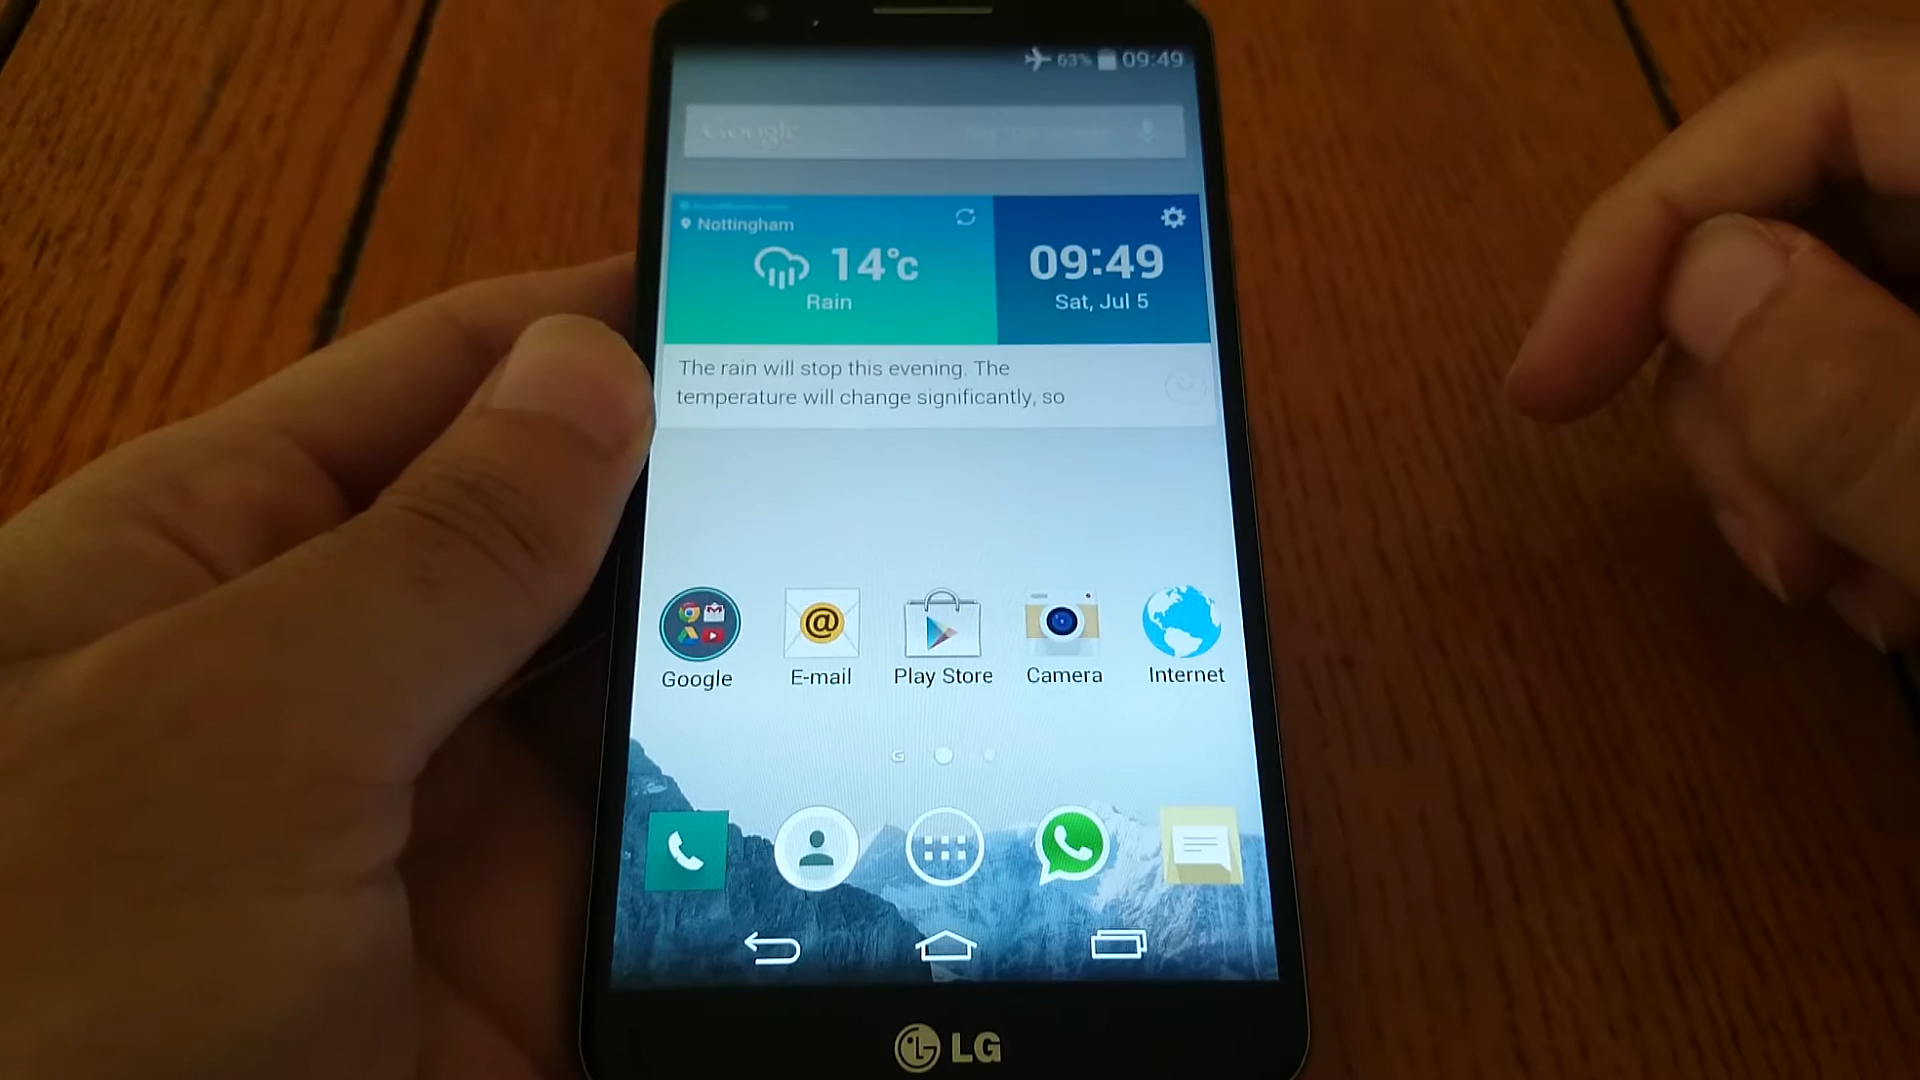 63% 09:49
Google
Nottingham
14°c
Rain
09:49
Sat, Jul 5
The rain will stop this evening. The
temperature will change significantly, so
Google E-mail Play Store Camera Internet
LG